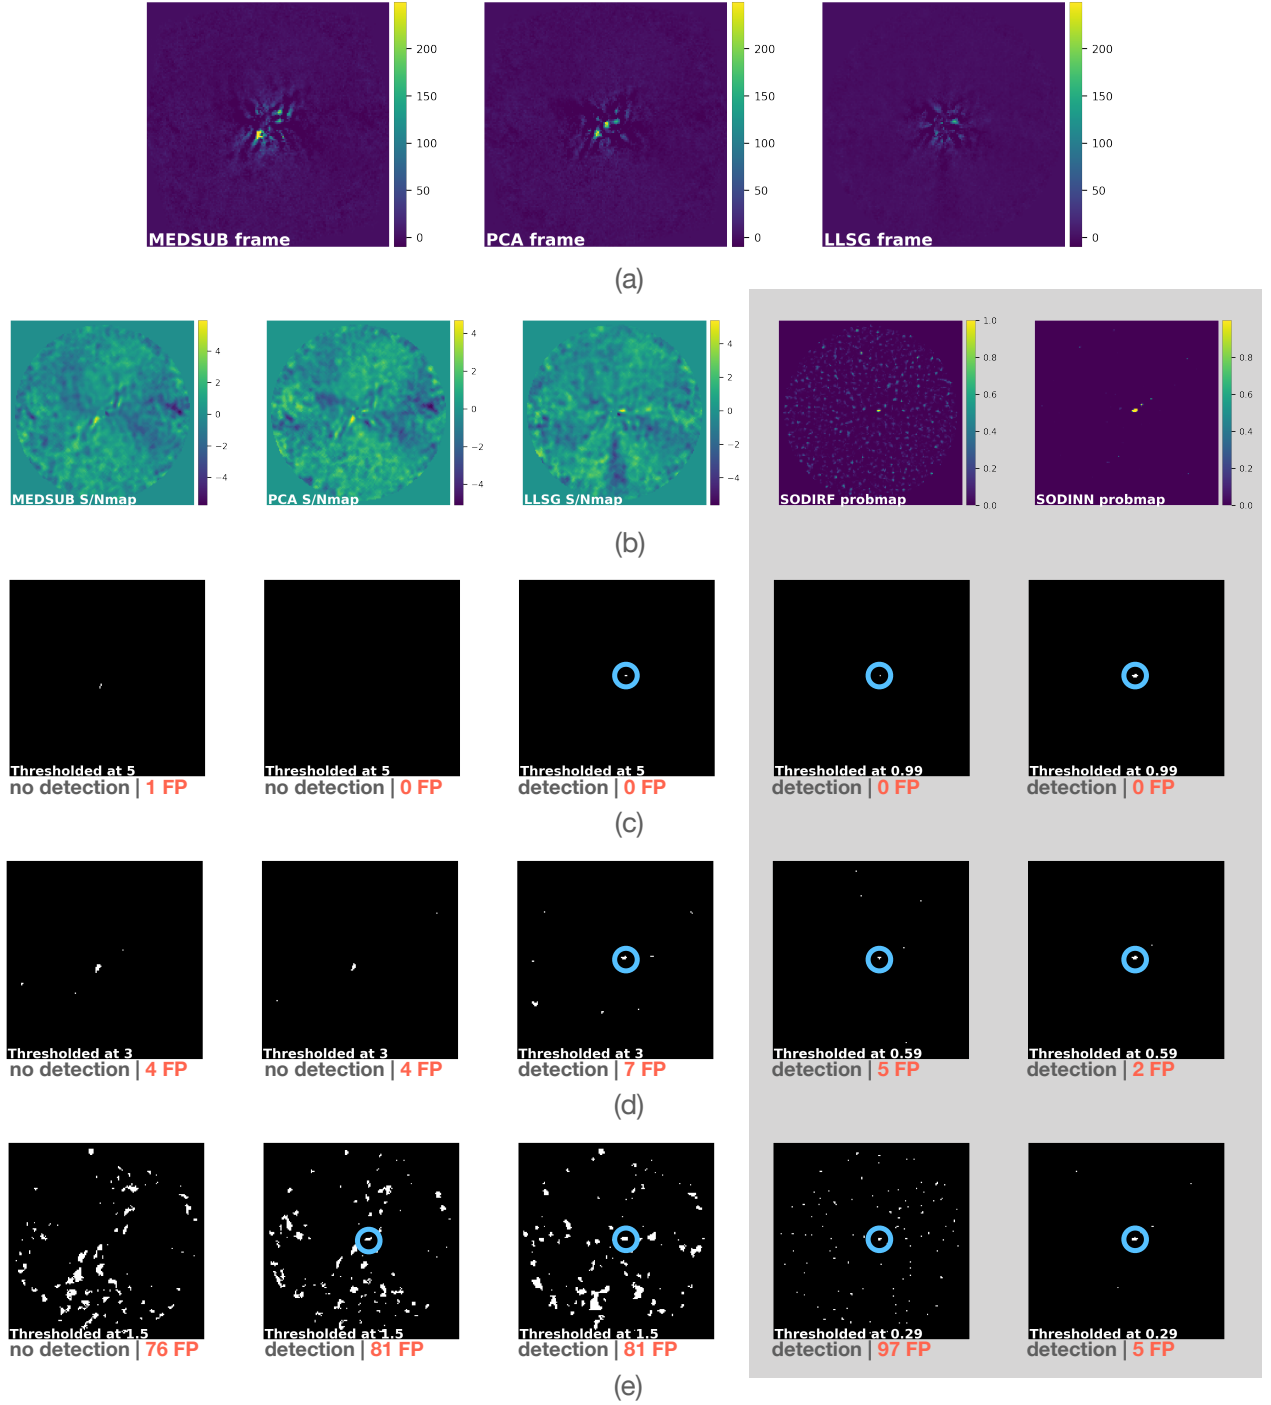 200
150
100
50
0
MEDSUB frame
200
150
100
50
0
PCA frame
200
150
100
50
0
LLSG frame
(a)
4
2
0
−2
−4
MEDSUB S/Nmap
4
2
0
−2
−4
PCA S/Nmap
4
2
0
−2
−4
LLSG S/Nmap
1.0
0.8
0.6
0.4
0.2
0.0
SODIRF probmap
0.8
0.6
0.4
0.2
0.0
SODINN probmap
(b)
Thresholded at 5
no detection | 1 FP
Thresholded at 5
no detection | 0 FP
Thresholded at 5
detection | 0 FP
Thresholded at 0.99
detection | 0 FP
Thresholded at 0.99
detection | 0 FP
(c)
Thresholded at 3
no detection | 4 FP
Thresholded at 3
no detection | 4 FP
Thresholded at 3
detection | 7 FP
Thresholded at 0.59
detection | 5 FP
Thresholded at 0.59
detection | 2 FP
(d)
Thresholded at 1.5
no detection | 76 FP
Thresholded at 1.5
detection | 81 FP
Thresholded at 1.5
detection | 81 FP
Thresholded at 0.29
detection | 97 FP
Thresholded at 0.29
detection | 5 FP
(e)